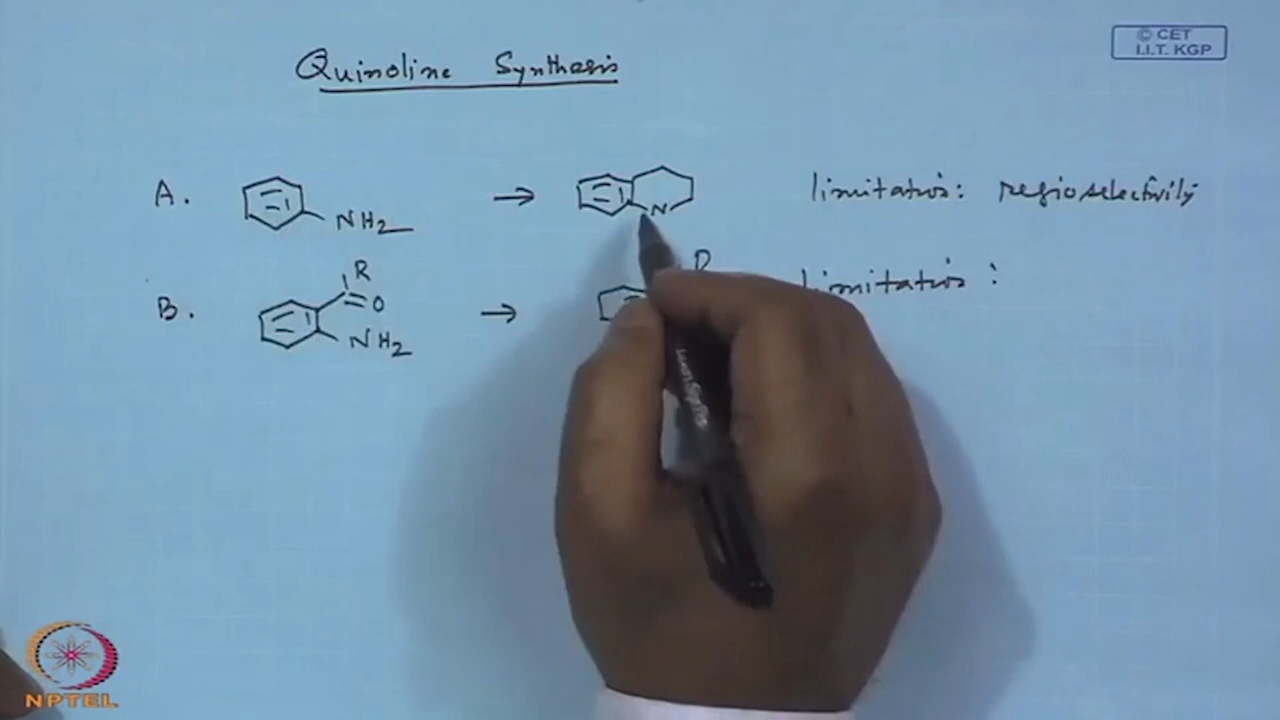 © CET
I.I.T. KGP
Quinoline Synthesis
A. NH2 → N limitation: regioselectivity
R
B. O NH2 → R limitation :
NPTEL